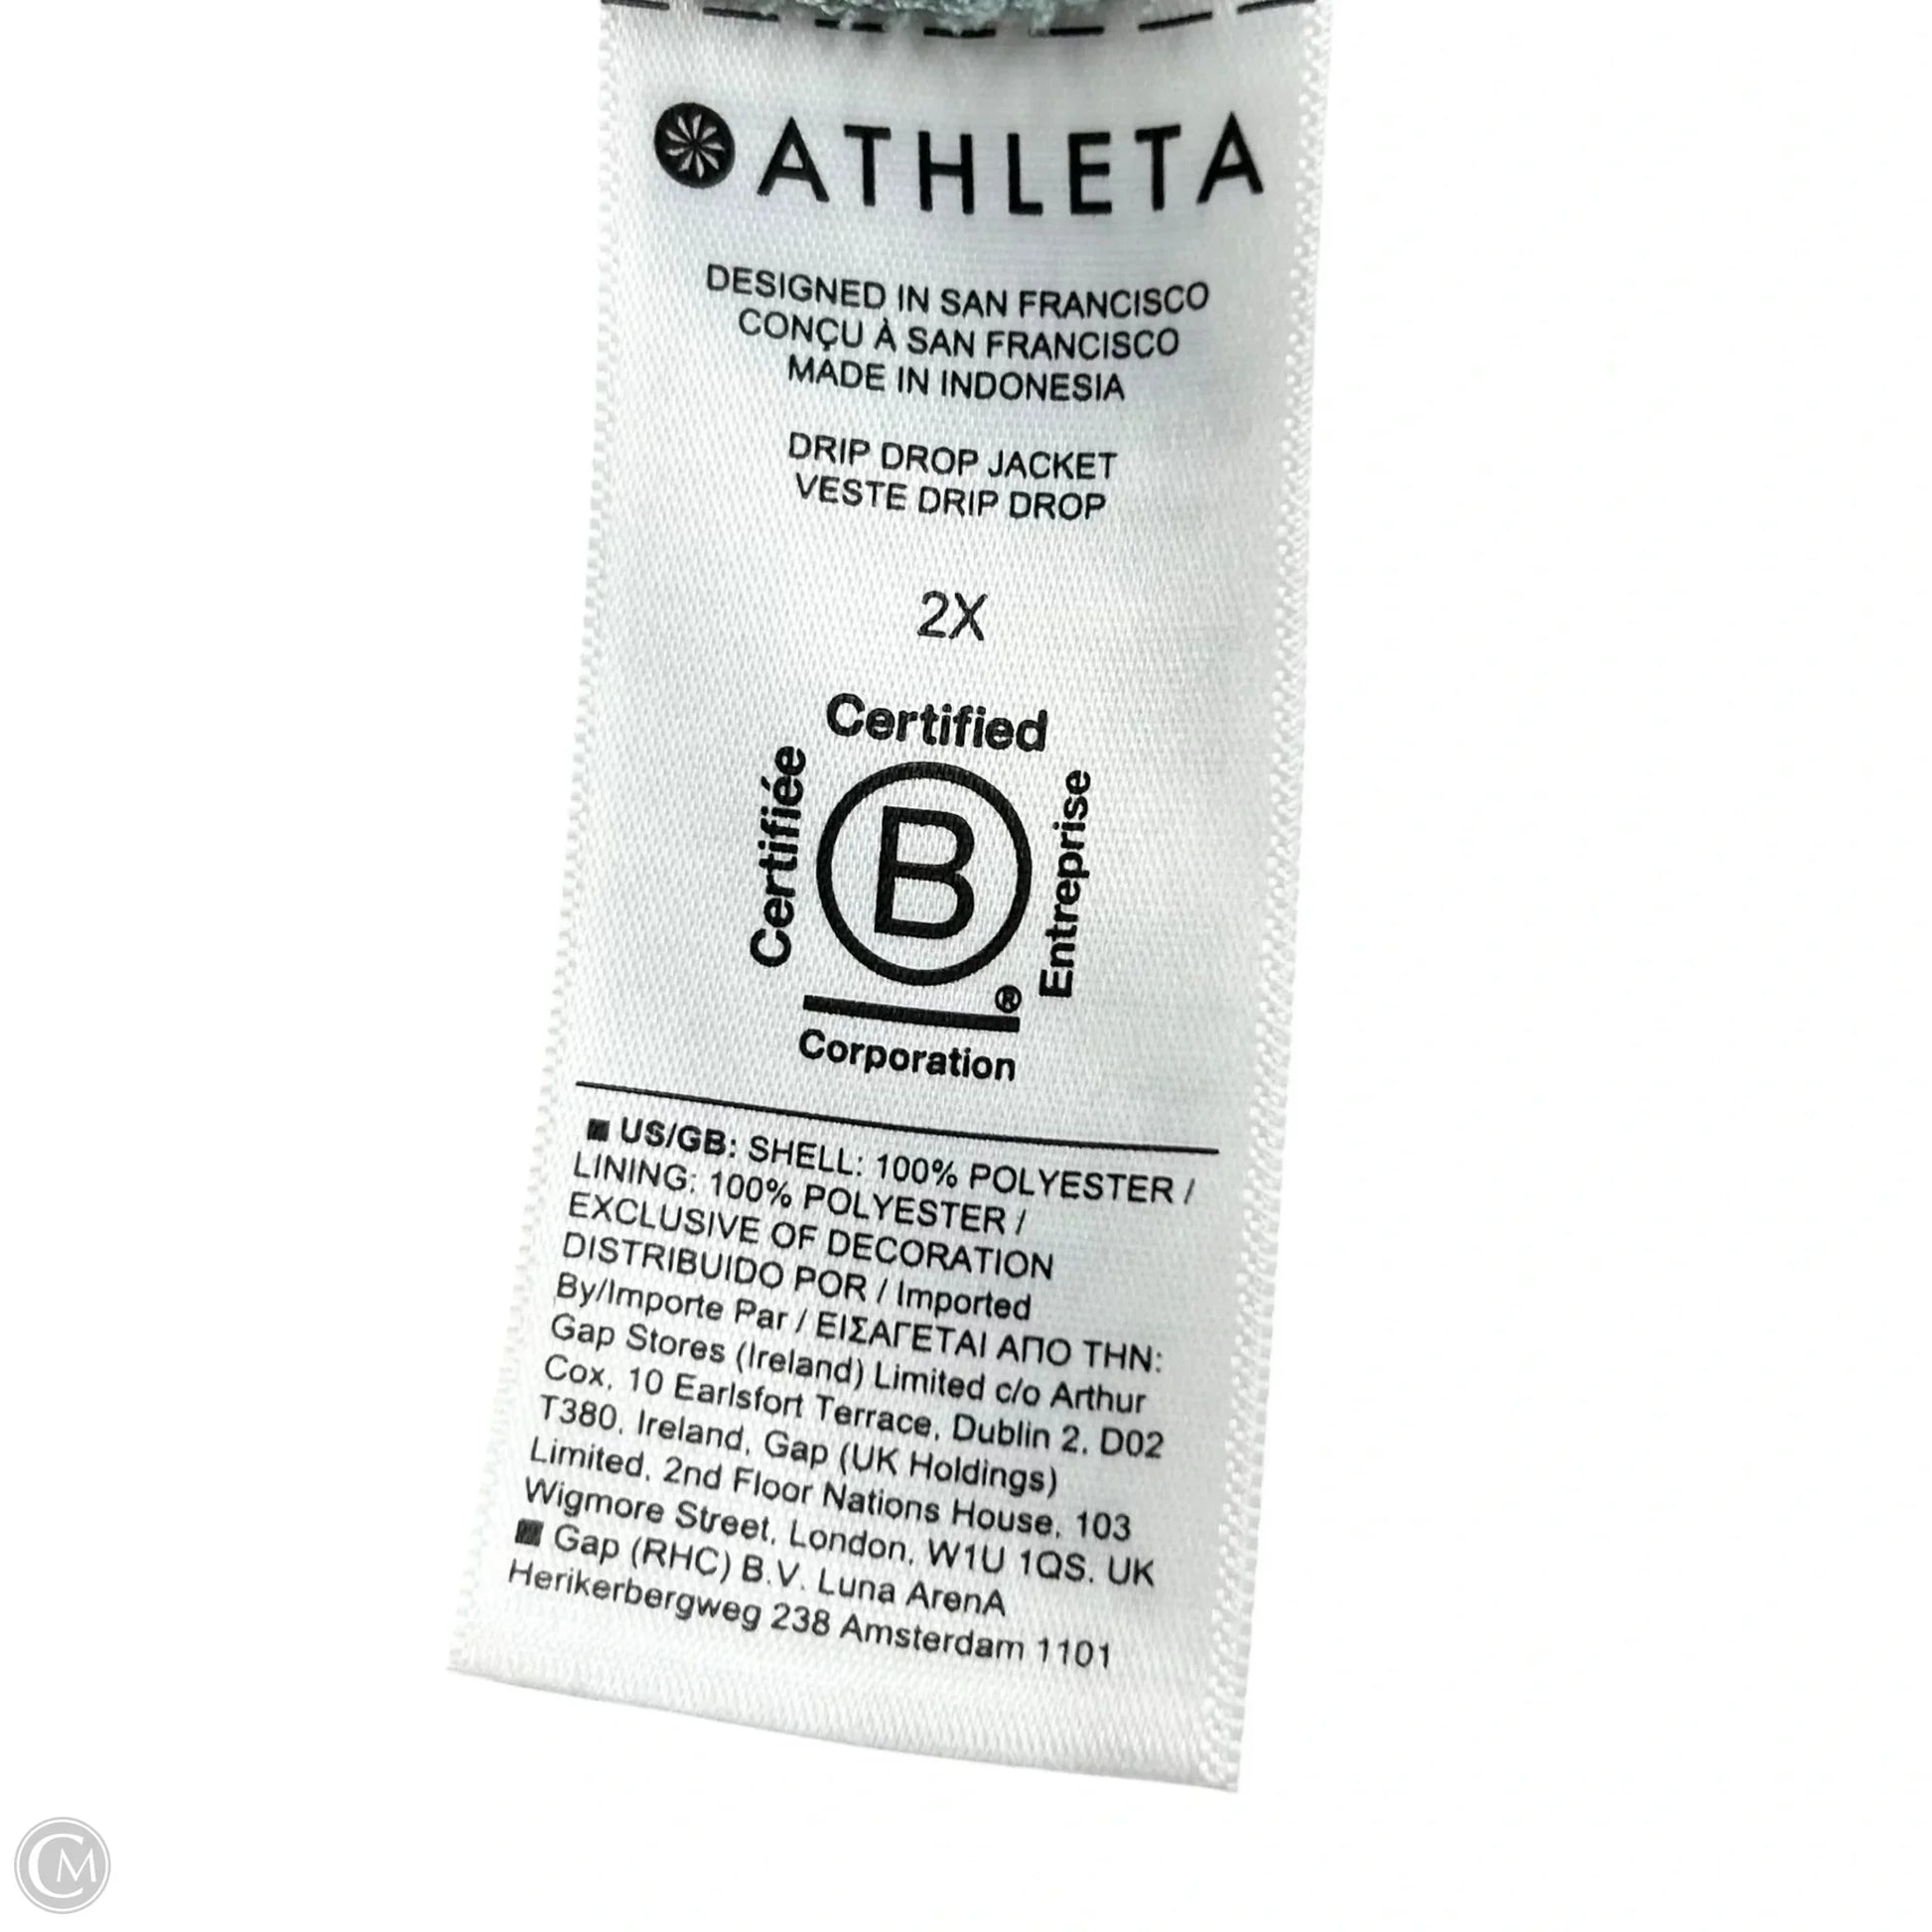 ATHLETA
DESIGNED IN SAN FRANCISCO
CONÇU À SAN FRANCISCO
MADE IN INDONESIA
DRIP DROP JACKET
VESTE DRIP DROP
2X
Certified
Certifiée
B
Entreprise
®
Corporation
■ US/GB: SHELL: 100% POLYESTER /
LINING: 100% POLYESTER /
EXCLUSIVE OF DECORATION
DISTRIBUIDO POR / Imported
By/Importe Par / ΕΙΣΑΓΕΤΑΙ ΑΠΟ ΤΗΝ:
Gap Stores (Ireland) Limited c/o Arthur
Cox, 10 Earlsfort Terrace, Dublin 2, D02
T380, Ireland, Gap (UK Holdings)
Limited, 2nd Floor Nations House, 103
Wigmore Street, London, W1U 1QS. UK
■ Gap (RHC) B.V. Luna ArenA
Herikerbergweg 238 Amsterdam 1101
CM